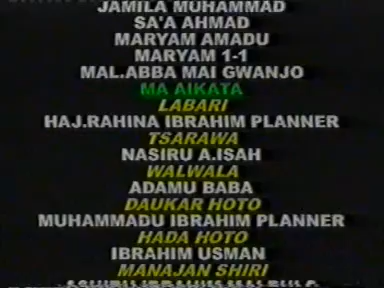 JAMILA MUHAMMAD
SA'A AHMAD
MARYAM AMADU
MARYAM 1-1
MAL.ABBA MAI GWANJO
MA AIKATA
LABARI
HAJ.RAHINA IBRAHIM PLANNER
TSARAWA
NASIRU A.ISAH
WALWALA
ADAMU BABA
DAUKAR HOTO
MUHAMMADU IBRAHIM PLANNER
HADA HOTO
IBRAHIM USMAN
MANAJAN SHIRI